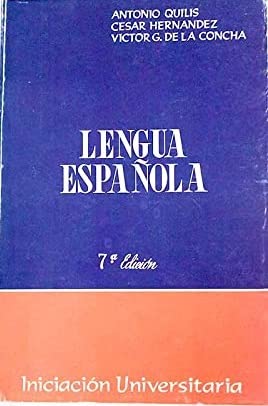 ANTONIO QUILIS
CESAR HERNANDEZ
VICTOR G. DE LA CONCHA
LENGUA
ESPAÑOLA
7ª Edición
Iniciación Universitaria